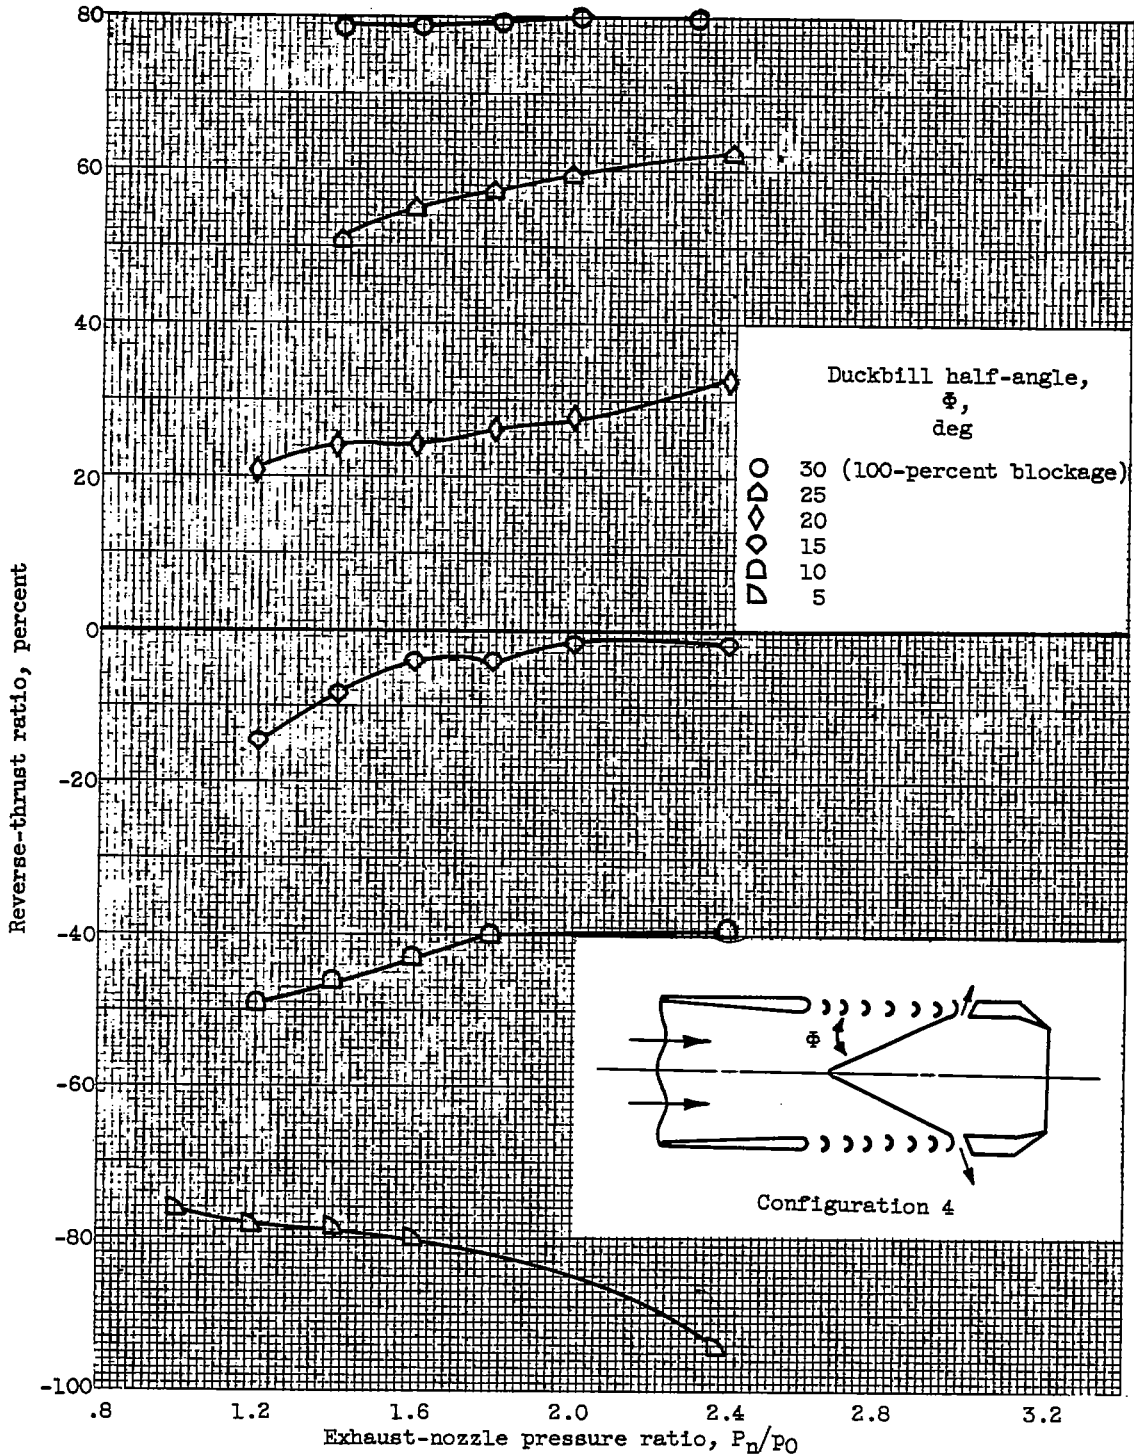 80
60
40
20
0
-20
-40
-60
-80
-100
Reverse-thrust ratio, percent
Duckbill half-angle,
Φ,
deg
30 (100-percent blockage)
25
20
15
10
5
Φ
Configuration 4
.8 1.2 1.6 2.0 2.4 2.8 3.2
Exhaust-nozzle pressure ratio, Pn/p0